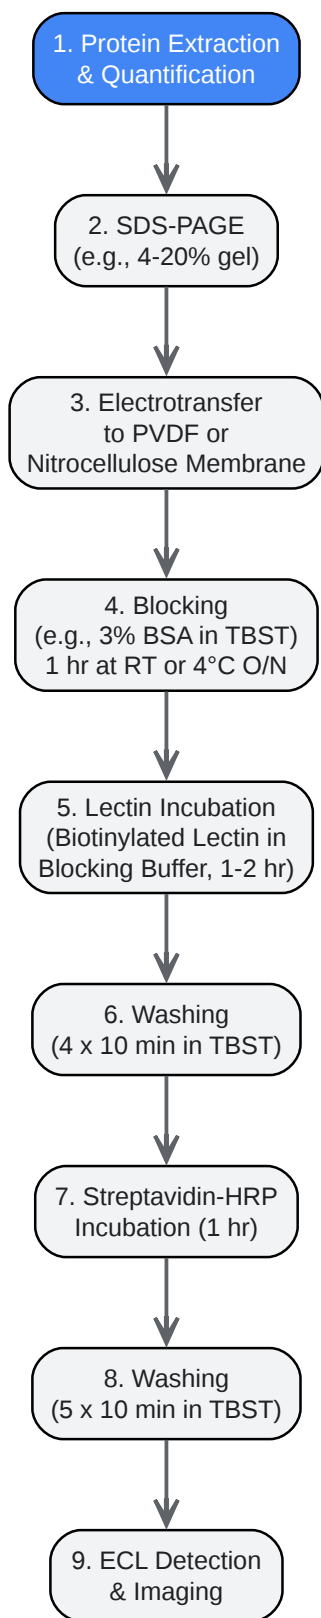 1. Protein Extraction
& Quantification
2. SDS-PAGE
(e.g., 4-20% gel)
3. Electrotransfer
to PVDF or
Nitrocellulose Membrane
4. Blocking
(e.g., 3% BSA in TBST)
1 hr at RT or 4°C O/N
5. Lectin Incubation
(Biotinylated Lectin in
Blocking Buffer, 1-2 hr)
6. Washing
(4 x 10 min in TBST)
7. Streptavidin-HRP
Incubation (1 hr)
8. Washing
(5 x 10 min in TBST)
9. ECL Detection
& Imaging